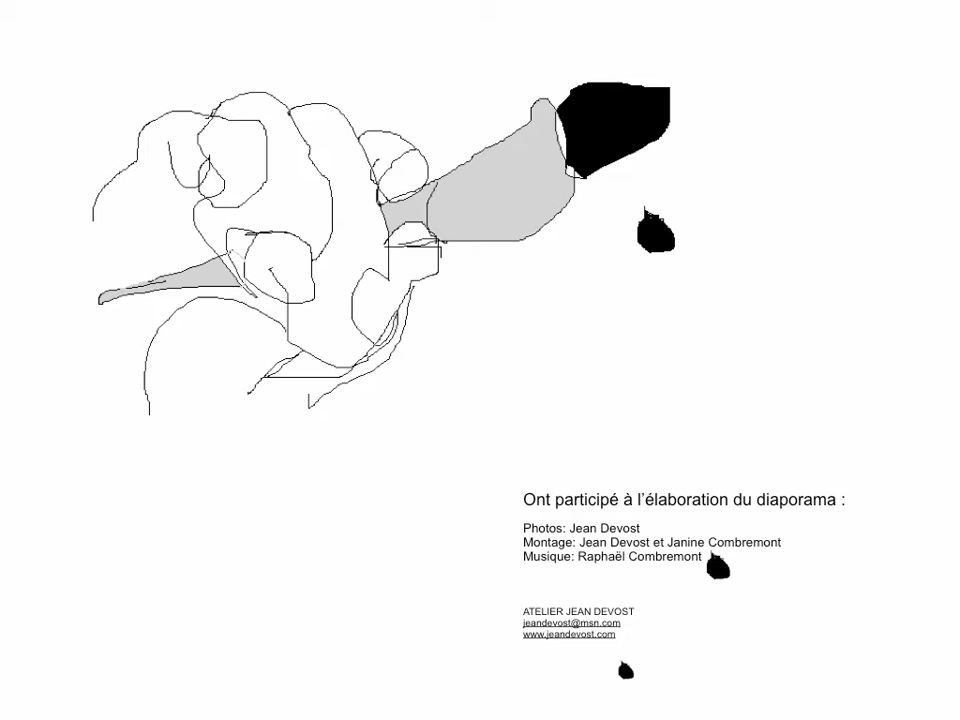 Ont participé à l’élaboration du diaporama :
Photos: Jean Devost
Montage: Jean Devost et Janine Combremont
Musique: Raphaël Combremont
ATELIER JEAN DEVOST
jeandevost@msn.com
www.jeandevost.com